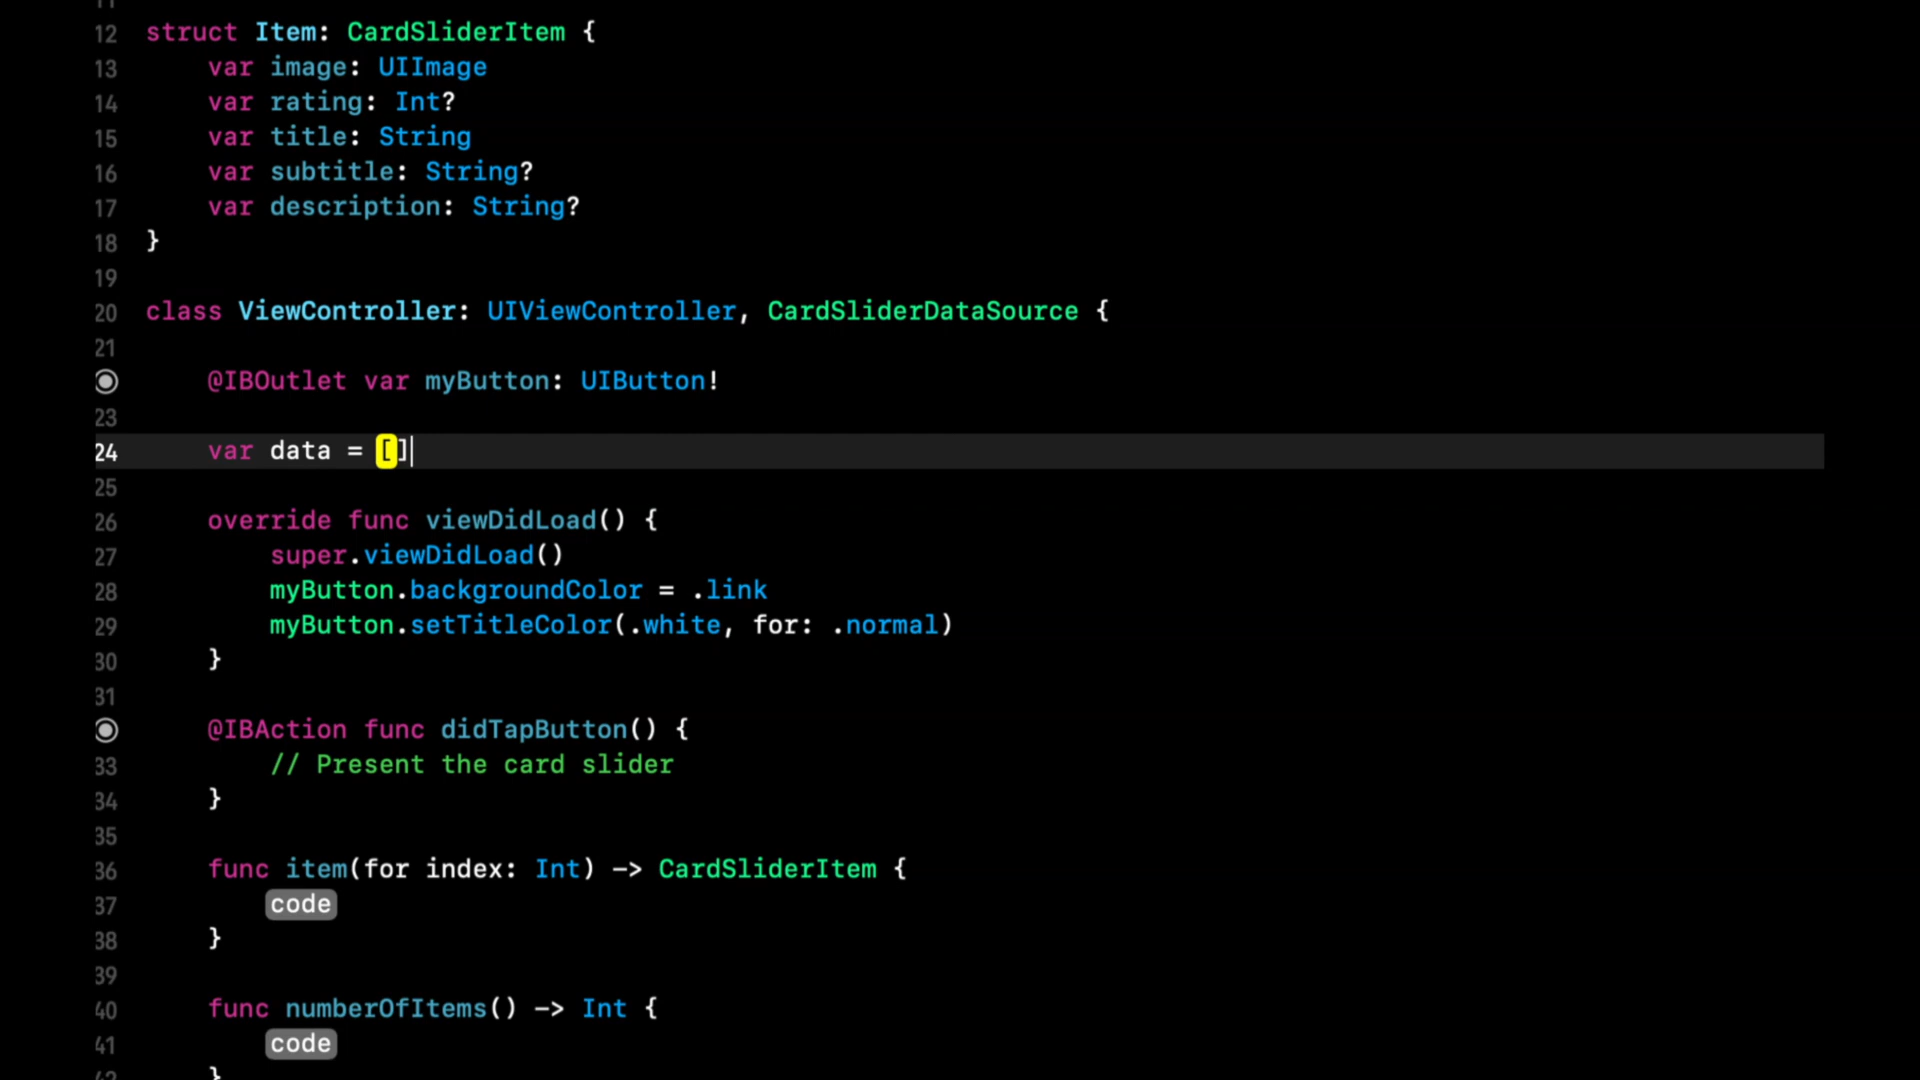 11
12 struct Item: CardSliderItem {
13 var image: UIImage
14 var rating: Int?
15 var title: String
16 var subtitle: String?
17 var description: String?
18 }
19
20 class ViewController: UIViewController, CardSliderDataSource {
21
@IBOutlet var myButton: UIButton!
23
24 var data = []
25
26 override func viewDidLoad() {
27 super.viewDidLoad()
28 myButton.backgroundColor = .link
29 myButton.setTitleColor(.white, for: .normal)
30 }
31
@IBAction func didTapButton() {
33 // Present the card slider
34 }
35
36 func item(for index: Int) -> CardSliderItem {
37 code
38 }
39
40 func numberOfItems() -> Int {
41 code
42 }